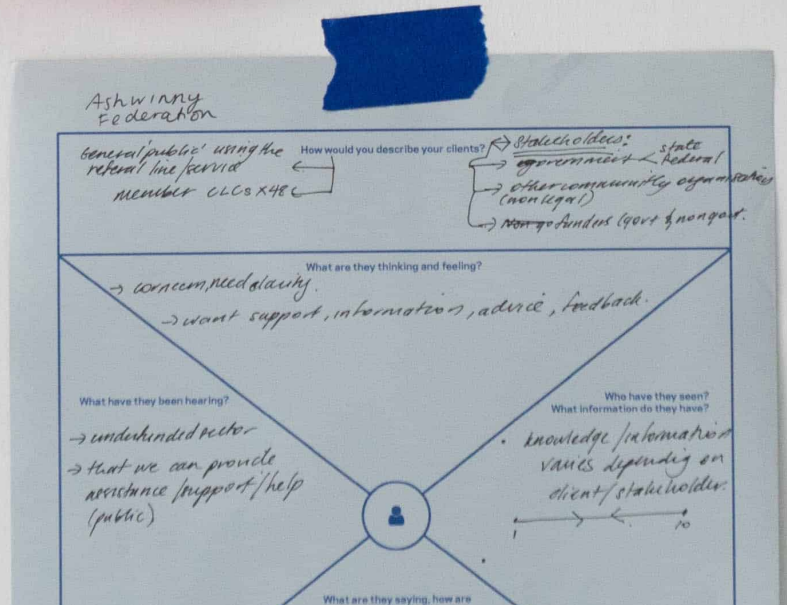 Ashwinny
Federation
How would you describe your clients?
General 'public' using the
referal line/service
member CLCs x48
Stakeholders:
government < state
federal
other community organisations
(non legal)
funders (govt & nongovt.
What are they thinking and feeling?
→ concern, need clarity.
→ want support, information, advice, feedback.
What have they been hearing?
→ underfunded sector
→ that we can provide
assistance/support/help
(public)
Who have they seen?
What information do they have?
knowledge/information
varies depending on
client/stakeholder.
1 10
What are they saying, how are